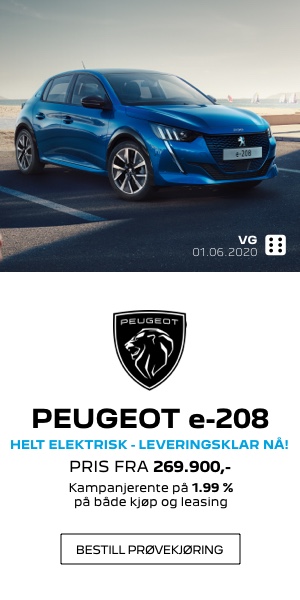 e-208
VG
01.06.2020
PEUGEOT
PEUGEOT e-208
HELT ELEKTRISK - LEVERINGSKLAR NÅ!
PRIS FRA 269.900,-
Kampanjerente på 1.99 %
på både kjøp og leasing
BESTILL PRØVEKJØRING